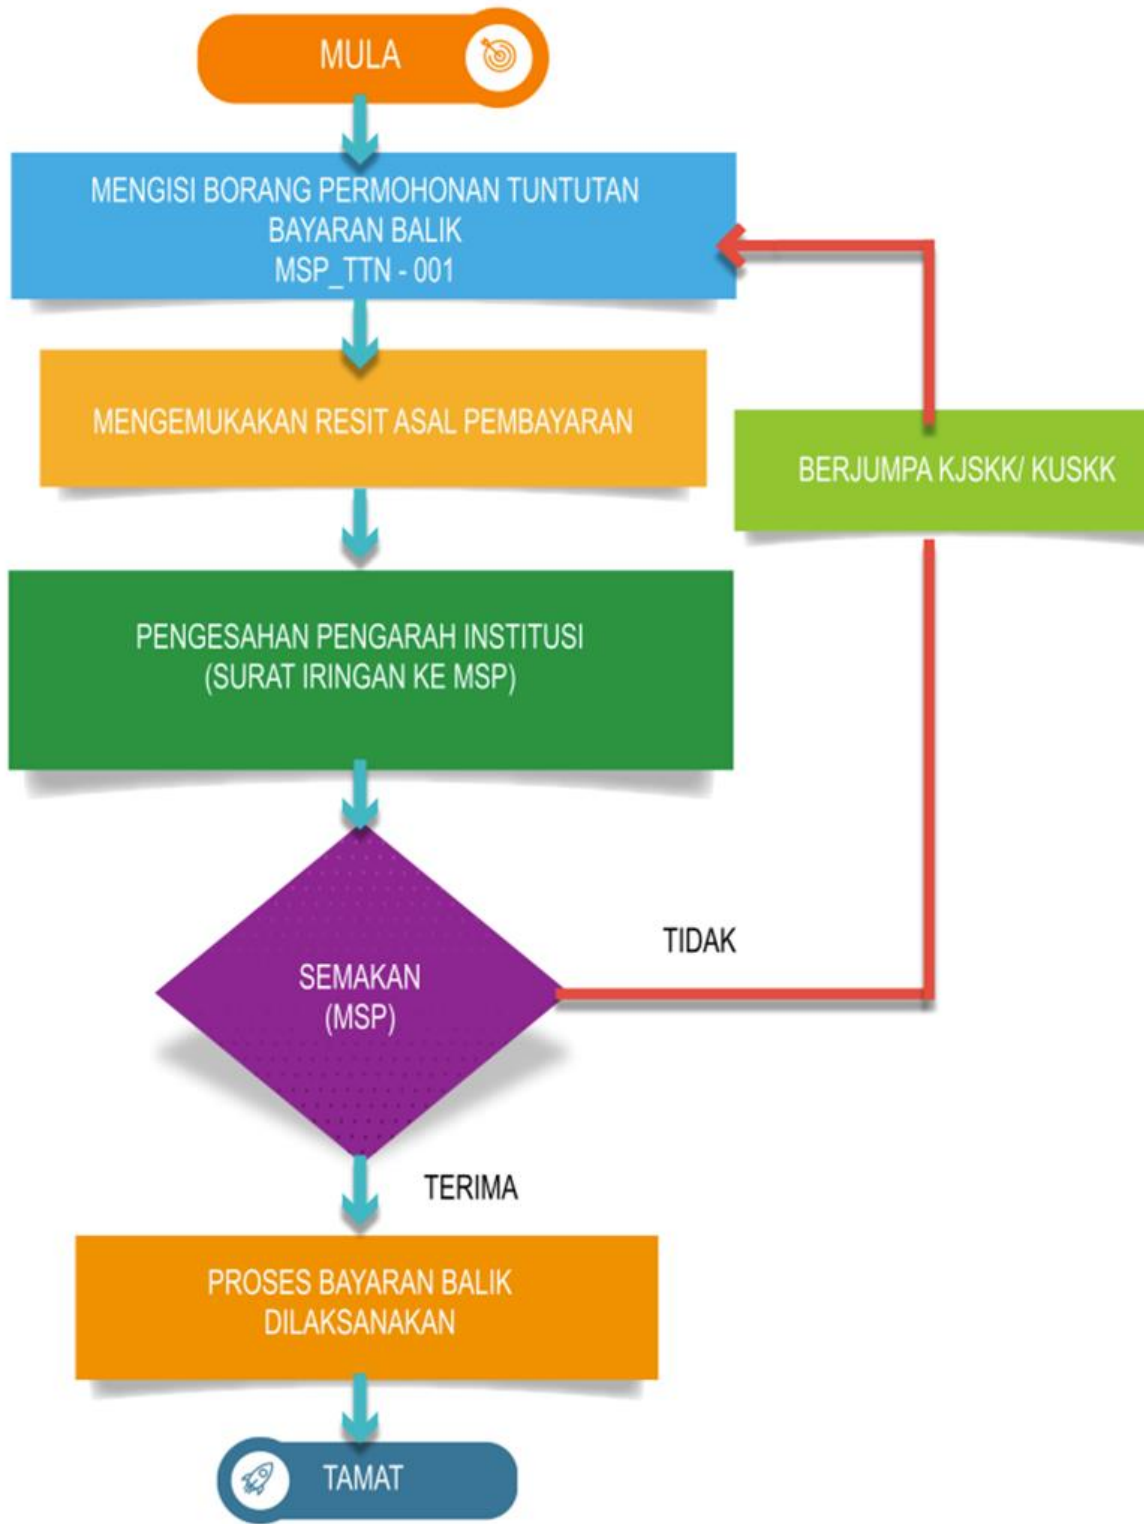 MULA
MENGISI BORANG PERMOHONAN TUNTUTAN
BAYARAN BALIK
MSP_TTN - 001
MENGEMUKAKAN RESIT ASAL PEMBAYARAN
BERJUMPA KJSKK/ KUSKK
PENGESAHAN PENGARAH INSTITUSI
(SURAT IRINGAN KE MSP)
TIDAK
SEMAKAN
(MSP)
TERIMA
PROSES BAYARAN BALIK
DILAKSANAKAN
TAMAT